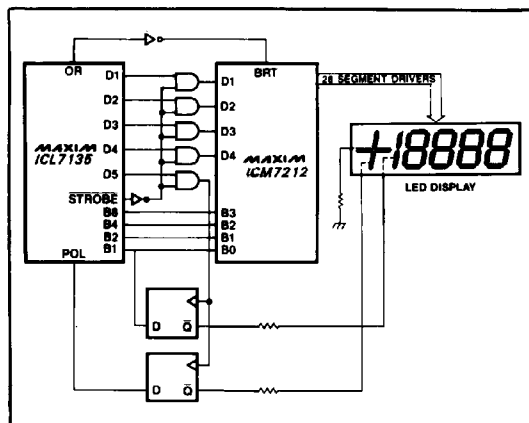 OR
BRT
D1
D2
D3
D4
D5
STROBE
B8
B4
B2
B1
POL
MAXIM
ICL7135
D1
D2
D3
D4
B3
B2
B1
B0
MAXIM
ICM7212
28 SEGMENT DRIVERS
+18888
LED DISPLAY
D Q
D Q